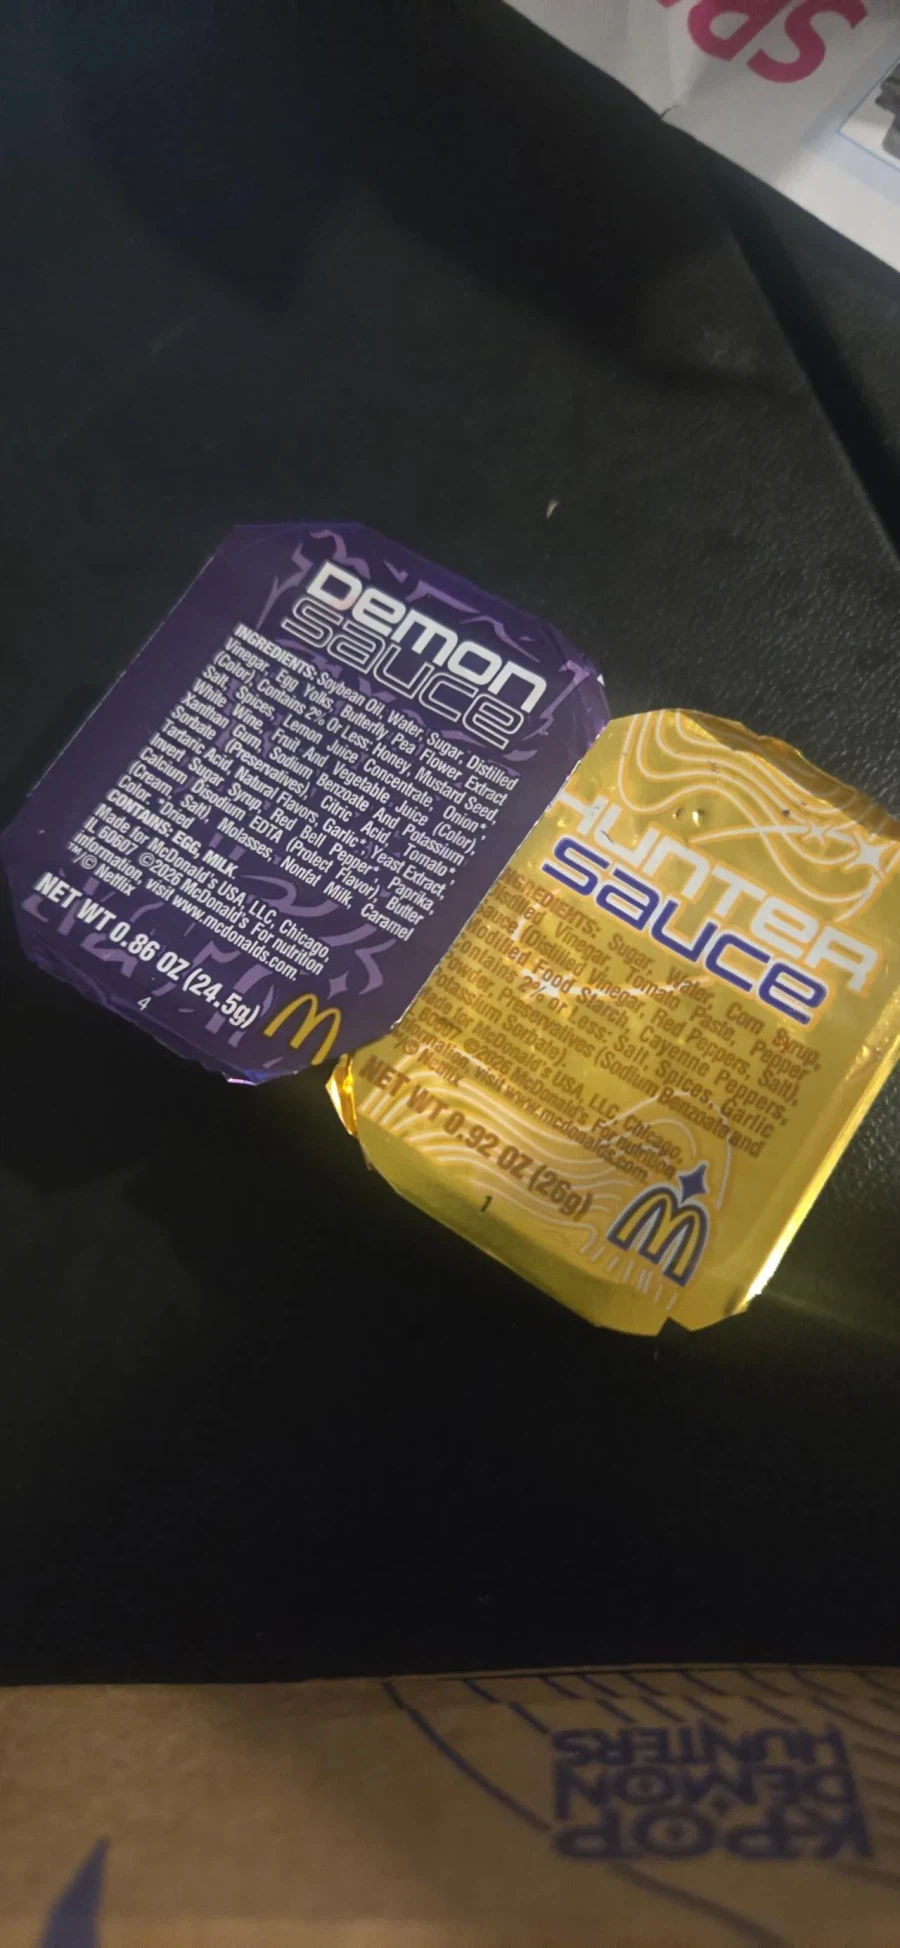 SP
Demon
sauce
INGREDIENTS: Soybean Oil, Water, Sugar, Distilled
Vinegar, Egg Yolks, Butterfly Pea Flower Extract
(Color), Contains 2% Or Less: Honey, Mustard Seed,
Salt, Spices, Lemon Juice Concentrate, Onion*,
White Wine, Fruit And Vegetable Juice (Color),
Xanthan Gum, Sodium Benzoate And Potassium
Sorbate (Preservatives), Citric Acid, Tomato*,
Tartaric Acid, Natural Flavors, Garlic*, Yeast Extract,
Invert Sugar Syrup, Red Bell Pepper*, Paprika,
Calcium Disodium EDTA (Protect Flavor), Butter
(Cream, Salt), Molasses, Nonfat Milk, Caramel
Color. *Dried
CONTAINS: EGG, MILK.
Made for McDonald's USA, LLC, Chicago,
IL 60607 ©2026 McDonald's For nutrition
information, visit www.mcdonalds.com.
™/© Netflix
NET WT 0.86 OZ (24.5g)
4
HUNTER
sauce
INGREDIENTS: Sugar, Water, Corn Syrup,
Distilled Vinegar, Tomato Paste, Pepper
Sauce (Distilled Vinegar, Red Peppers, Salt),
Modified Food Starch, Cayenne Peppers,
Contains 2% Or Less: Salt, Spices, Garlic
Powder, Preservatives (Sodium Benzoate and
Potassium Sorbate)
Made for McDonald's USA, LLC, Chicago,
IL 60607 ©2026 McDonald's For nutrition
information, visit www.mcdonalds.com.
™/© Netflix
NET WT 0.92 OZ (26g)
1
K-POP
DEMON
HUNTERS